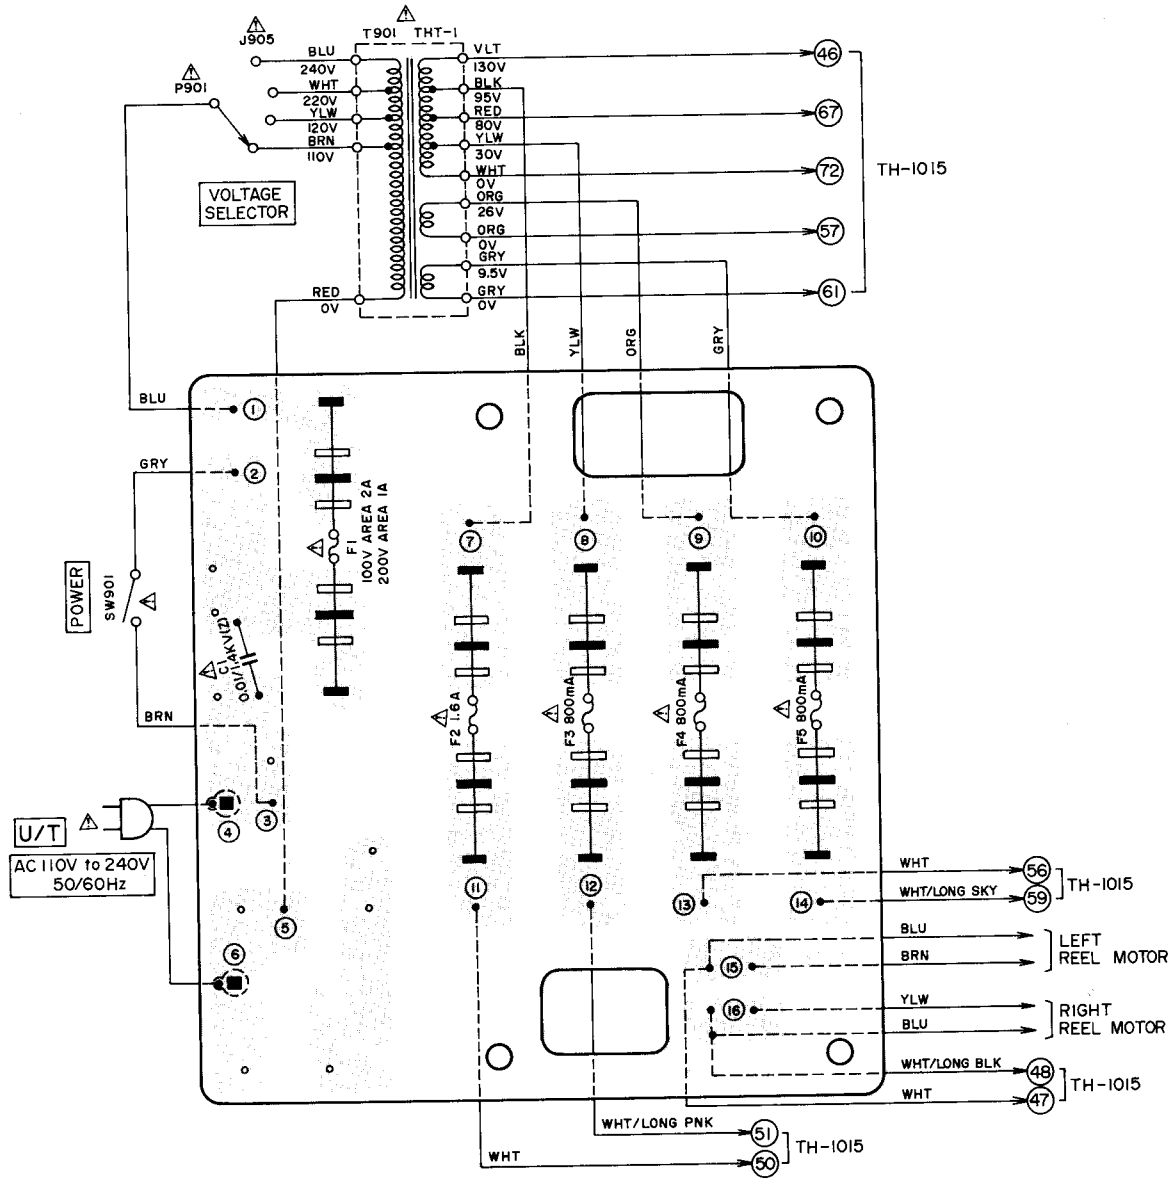 J905
T901 THT-1
P901
BLU
240V
WHT
220V
YLW
120V
BRN
110V
RED
0V
VLT
130V
BLK
95V
RED
80V
YLW
30V
WHT
0V
ORG
26V
ORG
0V
GRY
9.5V
GRY
0V
46
67
72
57
61
TH-1015
VOLTAGE
SELECTOR
BLK
YLW
ORG
GRY
BLU
1
GRY
2
F1
100V AREA 2A
200V AREA 1A
7
8
9
10
POWER
SW901
C1
0.01/1.4KV(Z)
BRN
F2 1.6A
F3 800mA
F4 800mA
F5 800mA
U/T
AC 110V to 240V
50/60Hz
4
3
5
6
11
12
13
14
WHT
56
WHT/LONG SKY
59
TH-1015
BLU
BRN
LEFT
REEL MOTOR
15
16
YLW
BLU
RIGHT
REEL MOTOR
WHT/LONG BLK
48
WHT
47
TH-1015
WHT/LONG PNK
51
WHT
50
TH-1015